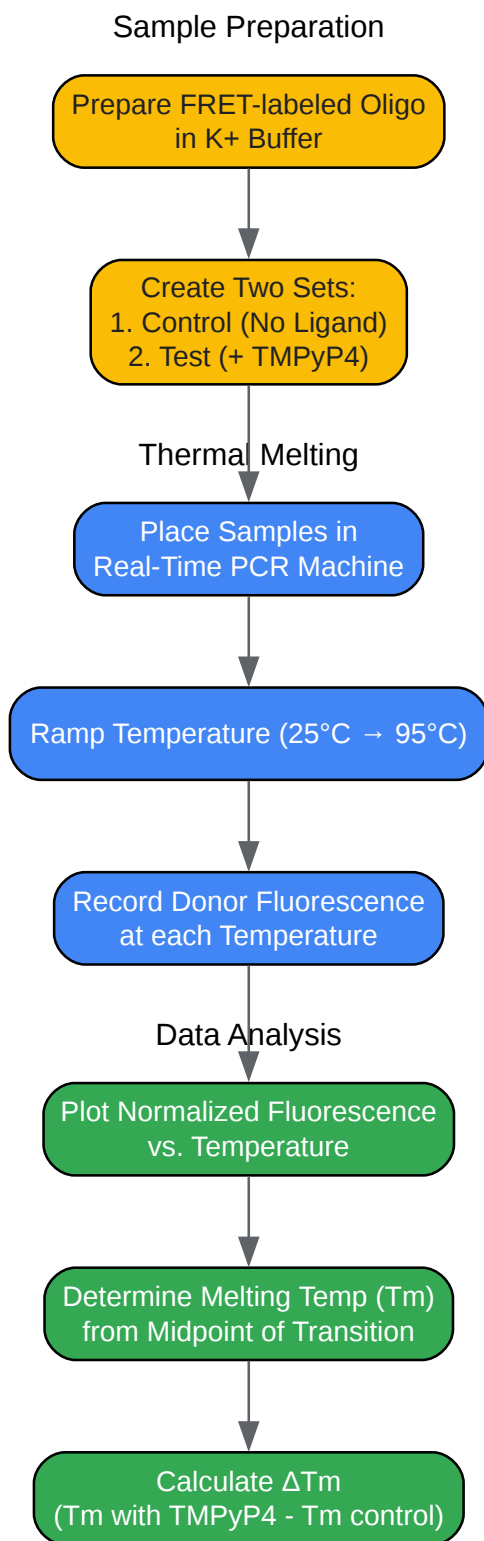 Sample Preparation
Prepare FRET-labeled Oligo
in K+ Buffer
Create Two Sets:
1. Control (No Ligand)
2. Test (+ TMPyP4)
Thermal Melting
Place Samples in
Real-Time PCR Machine
Ramp Temperature (25°C → 95°C)
Record Donor Fluorescence
at each Temperature
Data Analysis
Plot Normalized Fluorescence
vs. Temperature
Determine Melting Temp (Tm)
from Midpoint of Transition
Calculate ΔTm
(Tm with TMPyP4 - Tm control)